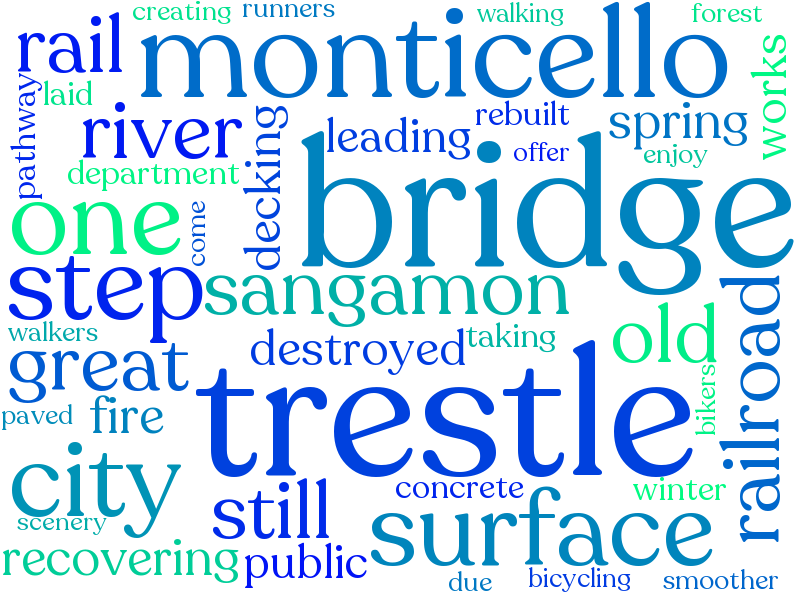 creating
runners
walking
forest
rail
monticello
pathway
laid
works
river
leading
rebuilt
spring
decking
offer
enjoy
department
bridge
one
come
step
sangamon
railroad
walkers
destroyed
taking
old
great
trestle
bikers
paved
fire
city
still
concrete
winter
surface
scenery
recovering
public
due
bicycling
smoother